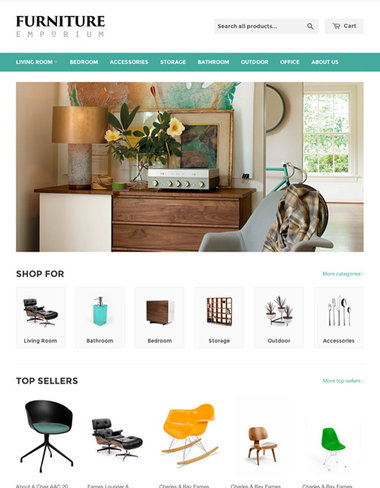 FURNITURE
EMPORIUM
Search all products...
Cart
LIVING ROOM BEDROOM ACCESSORIES STORAGE BATHROOM OUTDOOR OFFICE ABOUT US
SHOP FOR
More categories ›
Living Room Bathroom Bedroom Storage Outdoor Accessories
TOP SELLERS
More top sellers ›
About A Chair AAC 20 Eames Lounger & Charles & Ray Eames Charles & Ray Eames Charles & Ray Eames